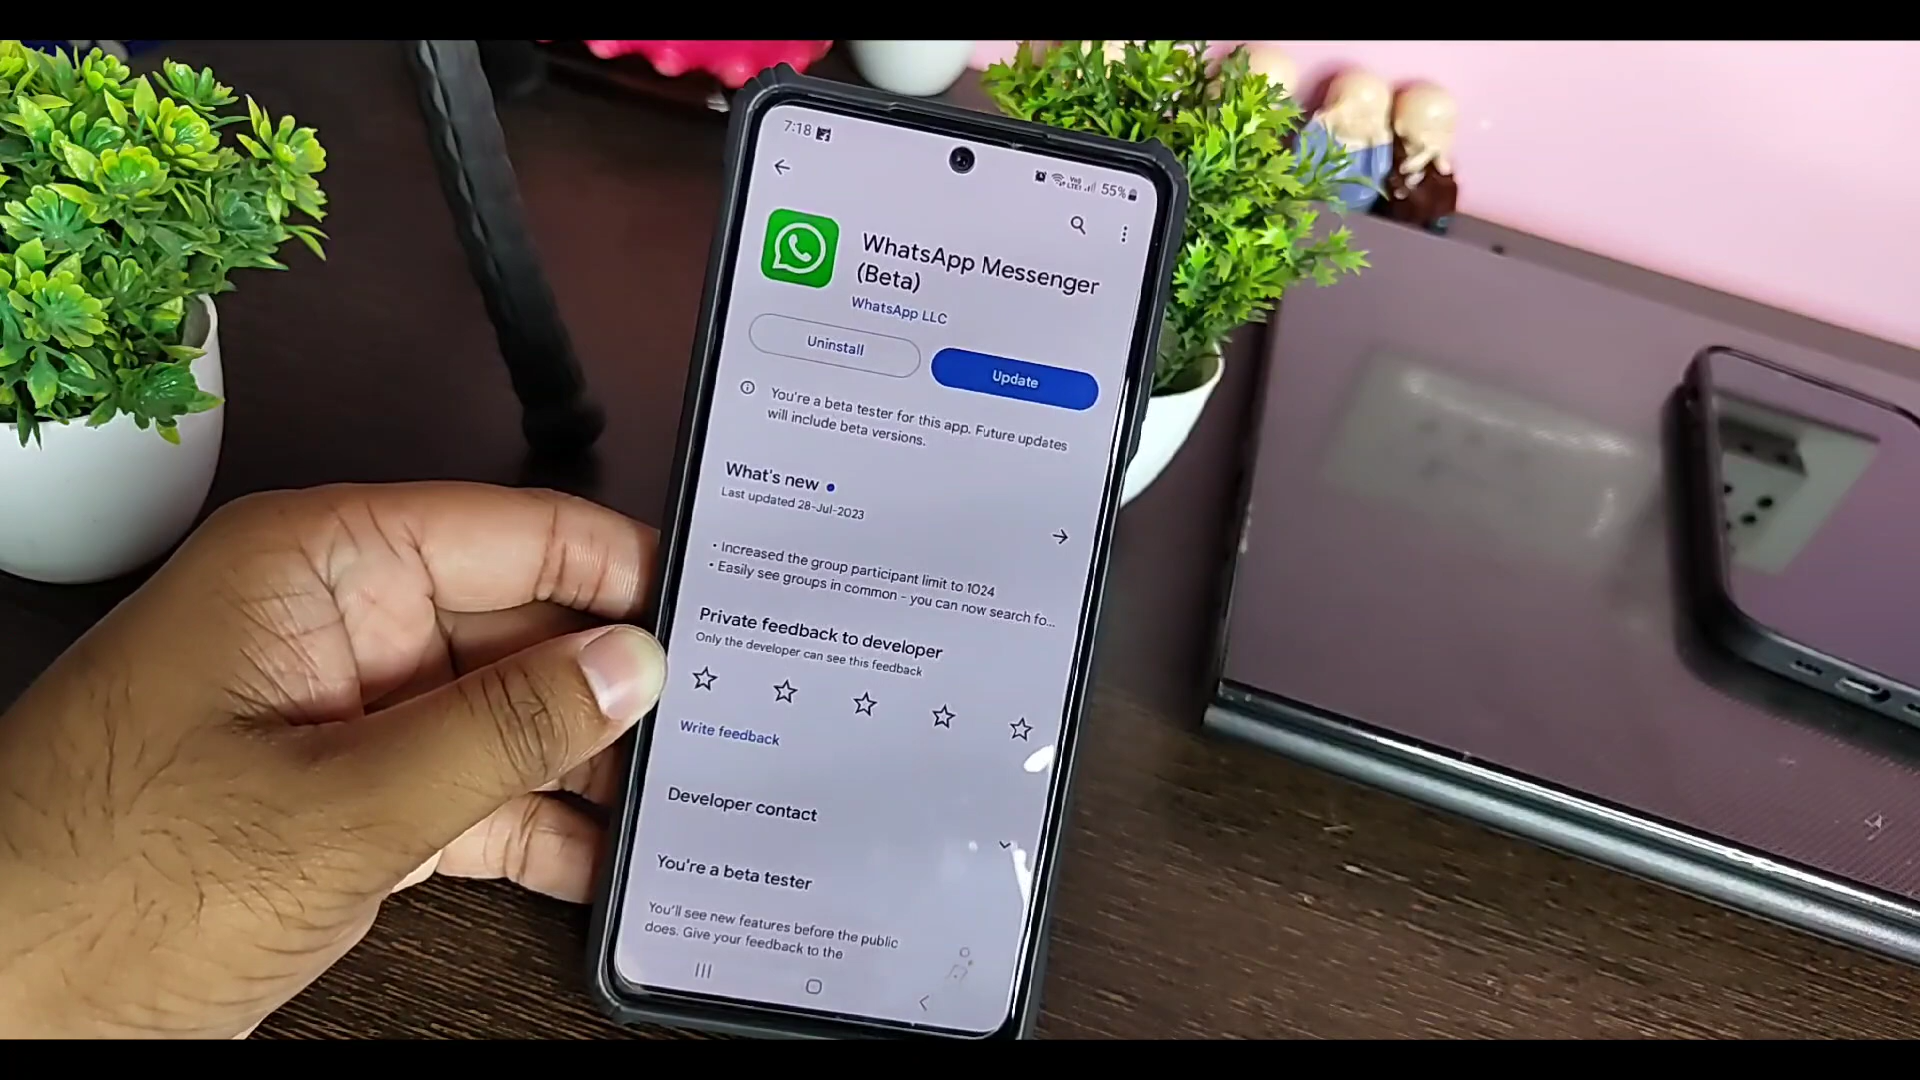 7:18
55%
WhatsApp Messenger
(Beta)
WhatsApp LLC
Uninstall
Update
You're a beta tester for this app. Future updates
will include beta versions.
What's new
Last updated 28-Jul-2023
• Increased the group participant limit to 1024
• Easily see groups in common - you can now search fo...
Private feedback to developer
Only the developer can see this feedback
Write feedback
Developer contact
You're a beta tester
You'll see new features before the public
does. Give your feedback to the